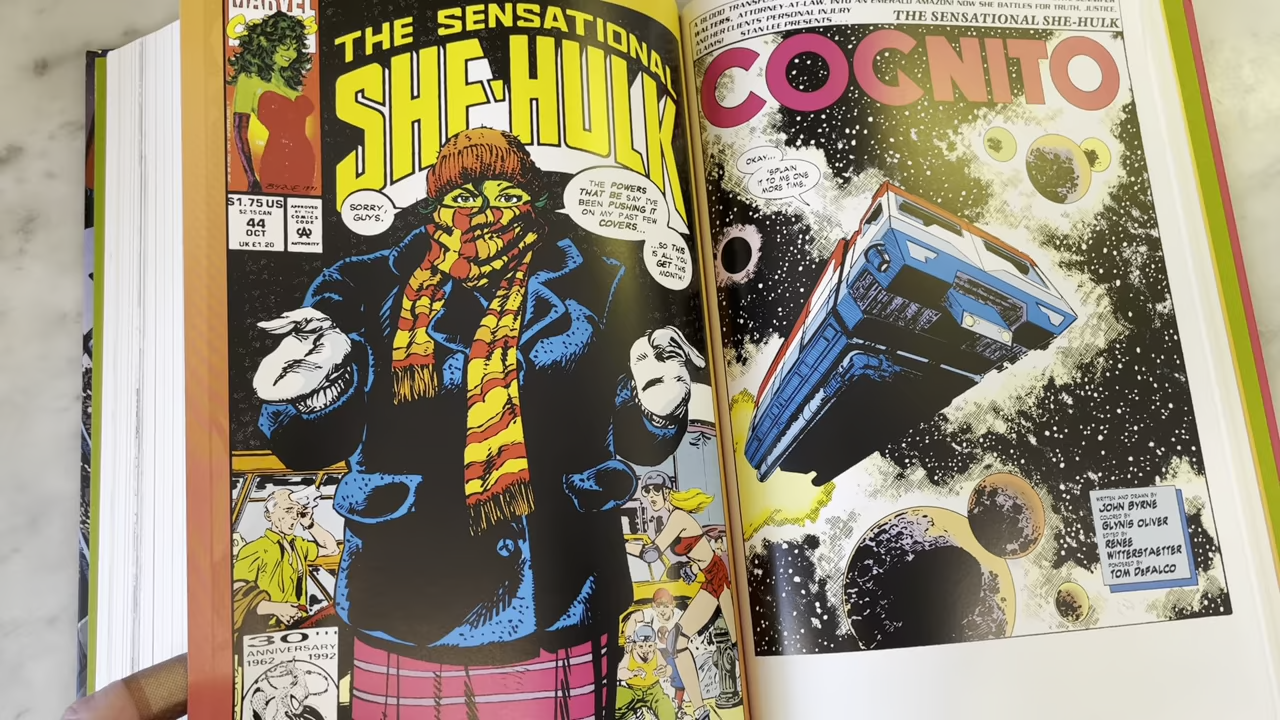 MARVEL
COMICS
THE SENSATIONAL
SHE-HULK
BYRNE 1991
$1.75 US
$2.15 CAN
44
OCT
UK £1.20
APPROVED
BY THE
COMICS
CODE
CA
AUTHORITY
SORRY,
GUYS.
THE POWERS
THAT BE SAY I'VE
BEEN PUSHING IT
ON MY PAST FEW
COVERS...
...SO THIS
IS ALL YOU
GET THIS
MONTH!
30TH
ANNIVERSARY
1962 1992
A BLOOD
WALTERS, ATTORNEY-AT-LAW, INTO AN EMERALD AMAZON! NOW SHE BATTLES FOR TRUTH, JUSTICE,
AND HER CLIENTS' PERSONAL INJURY
CLAIMS! STAN LEE PRESENTS...
THE SENSATIONAL SHE-HULK
COGNITO
OKAY...
'SPLAIN
IT TO ME ONE
MORE TIME.
WRITTEN AND DRAWN BY
JOHN BYRNE
COLORED BY
GLYNIS OLIVER
EDITED BY
RENEE
WITTERSTAETTER
PONDERED BY
TOM DeFALCO